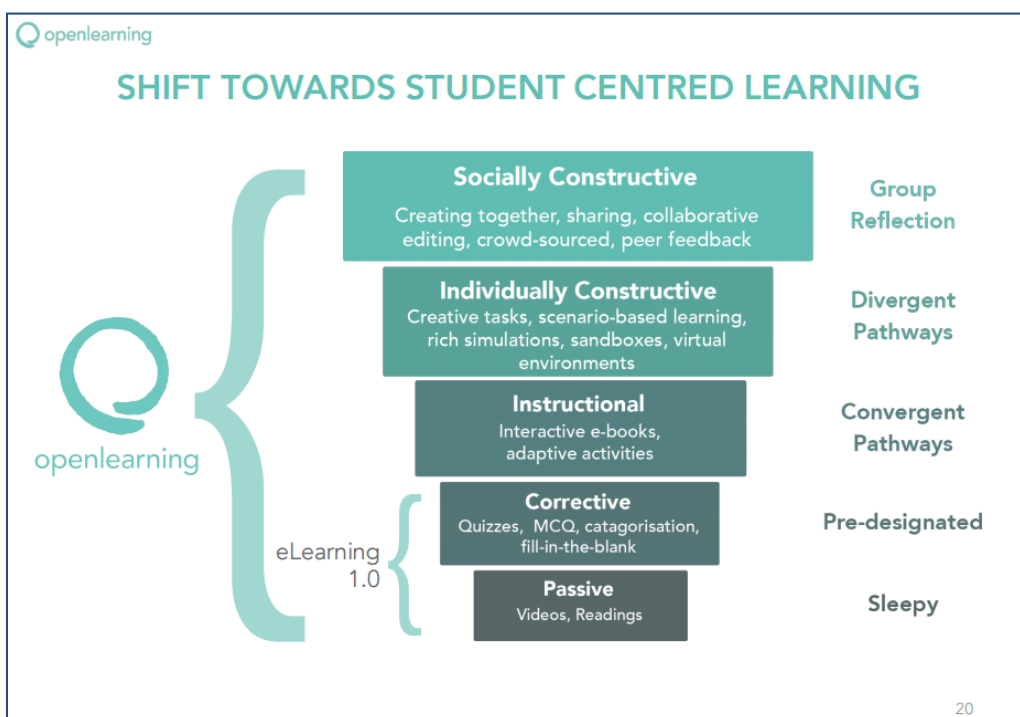 openlearning
SHIFT TOWARDS STUDENT CENTRED LEARNING
Socially Constructive
Creating together, sharing, collaborative
editing, crowd-sourced, peer feedback
Group
Reflection
Individually Constructive
Creative tasks, scenario-based learning,
rich simulations, sandboxes, virtual
environments
Divergent
Pathways
Instructional
Interactive e-books,
adaptive activities
Convergent
Pathways
openlearning
Corrective
Quizzes, MCQ, catagorisation,
fill-in-the-blank
Pre-designated
eLearning
1.0
Passive
Videos, Readings
Sleepy
20